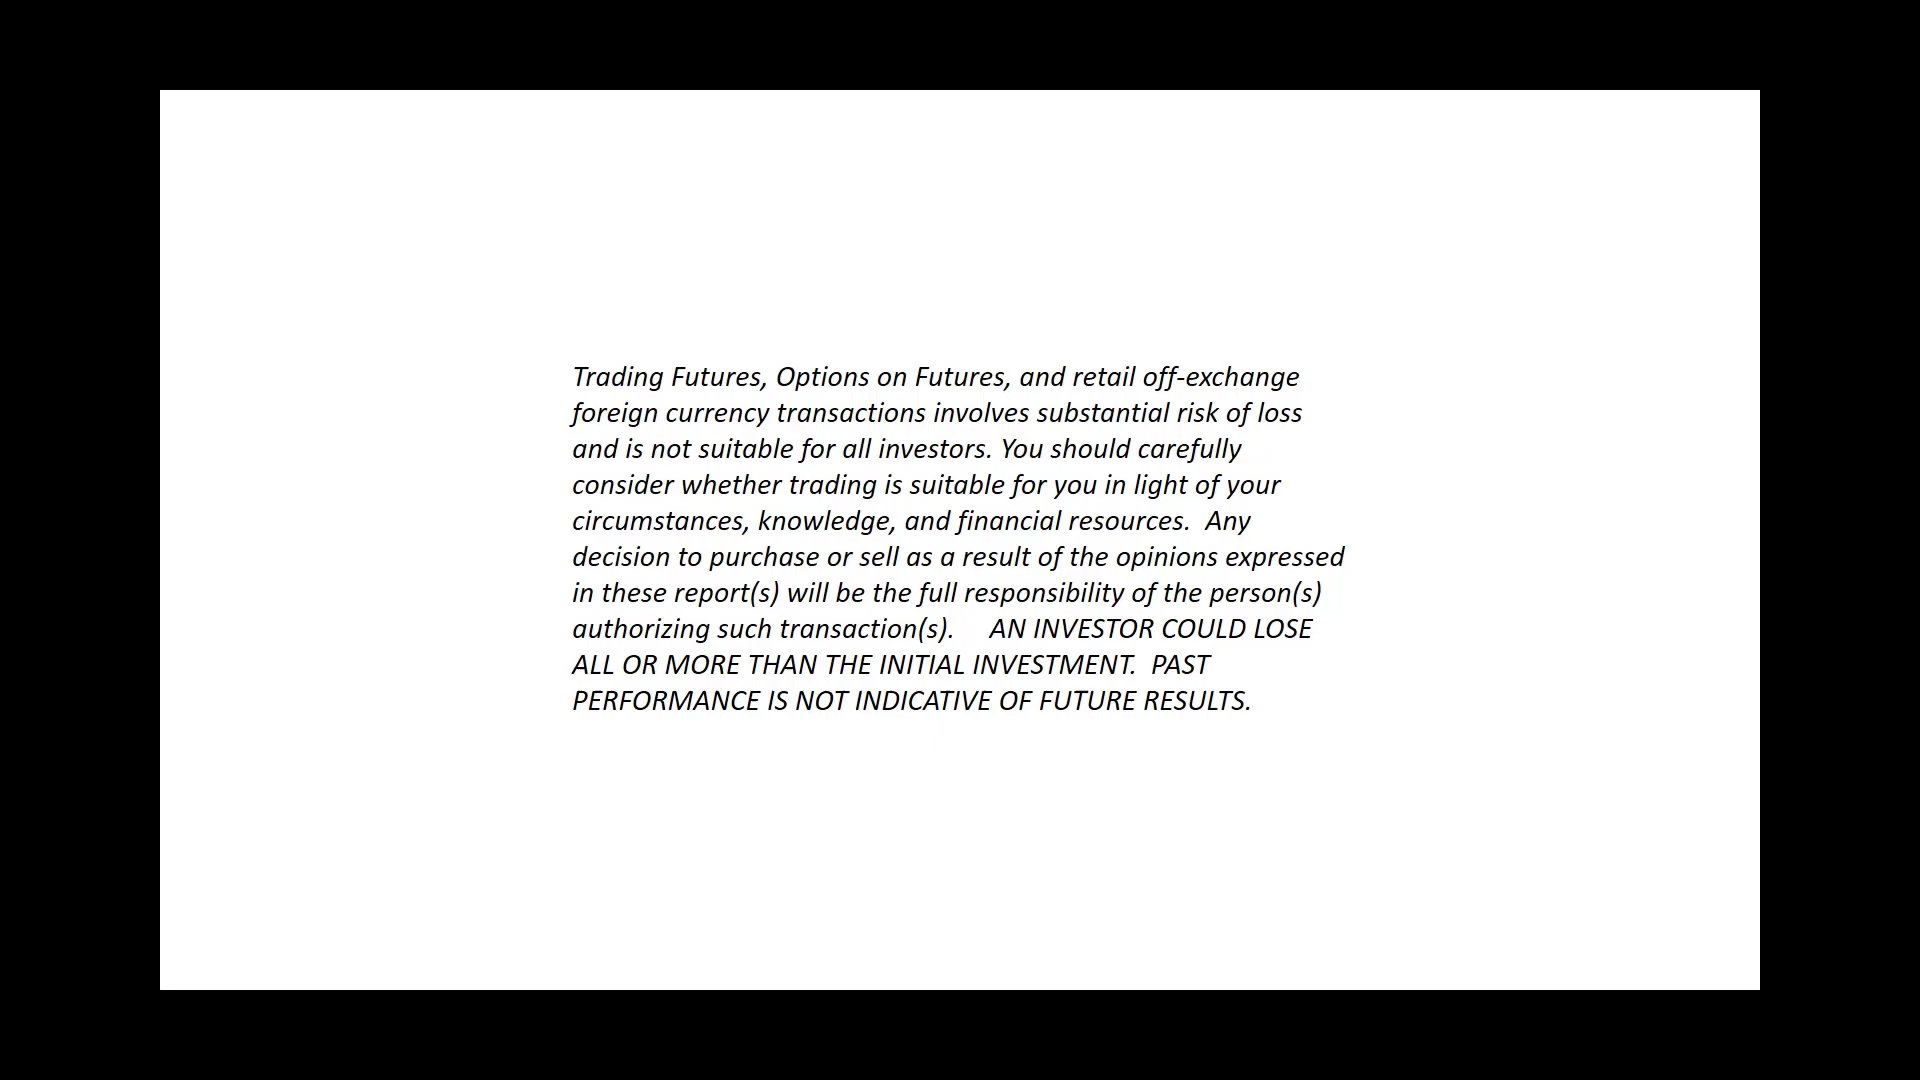 Trading Futures, Options on Futures, and retail off-exchange
foreign currency transactions involves substantial risk of loss
and is not suitable for all investors. You should carefully
consider whether trading is suitable for you in light of your
circumstances, knowledge, and financial resources.  Any
decision to purchase or sell as a result of the opinions expressed
in these report(s) will be the full responsibility of the person(s)
authorizing such transaction(s).     AN INVESTOR COULD LOSE
ALL OR MORE THAN THE INITIAL INVESTMENT.  PAST
PERFORMANCE IS NOT INDICATIVE OF FUTURE RESULTS.